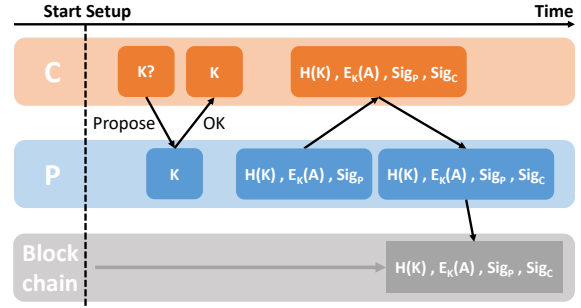 Start Setup
Time
C
K?
K
H(K) , E_K(A) , Sig_P , Sig_C
Propose
OK
P
K
H(K) , E_K(A) , Sig_P
H(K) , E_K(A) , Sig_P , Sig_C
Block
chain
H(K) , E_K(A) , Sig_P , Sig_C